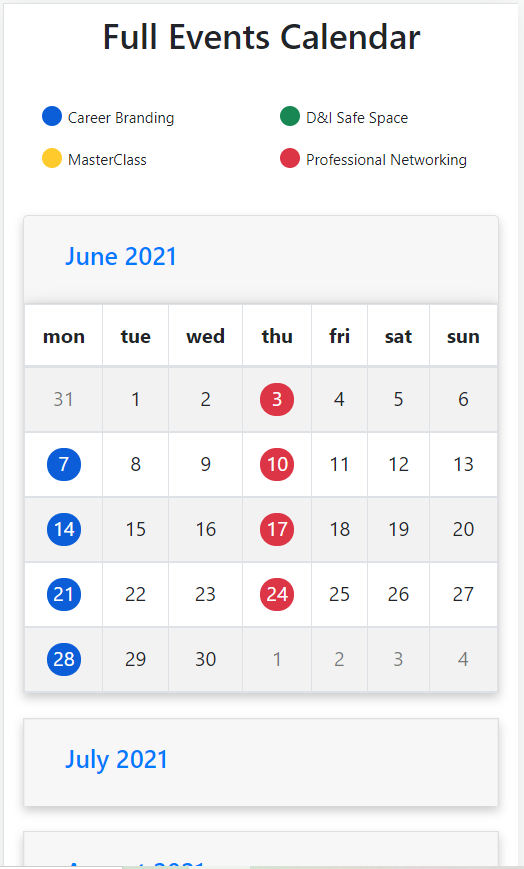 Full Events Calendar
Career Branding D&I Safe Space
MasterClass Professional Networking
June 2021
mon tue wed thu fri sat sun
31 1 2 3 4 5 6
7 8 9 10 11 12 13
14 15 16 17 18 19 20
21 22 23 24 25 26 27
28 29 30 1 2 3 4
July 2021